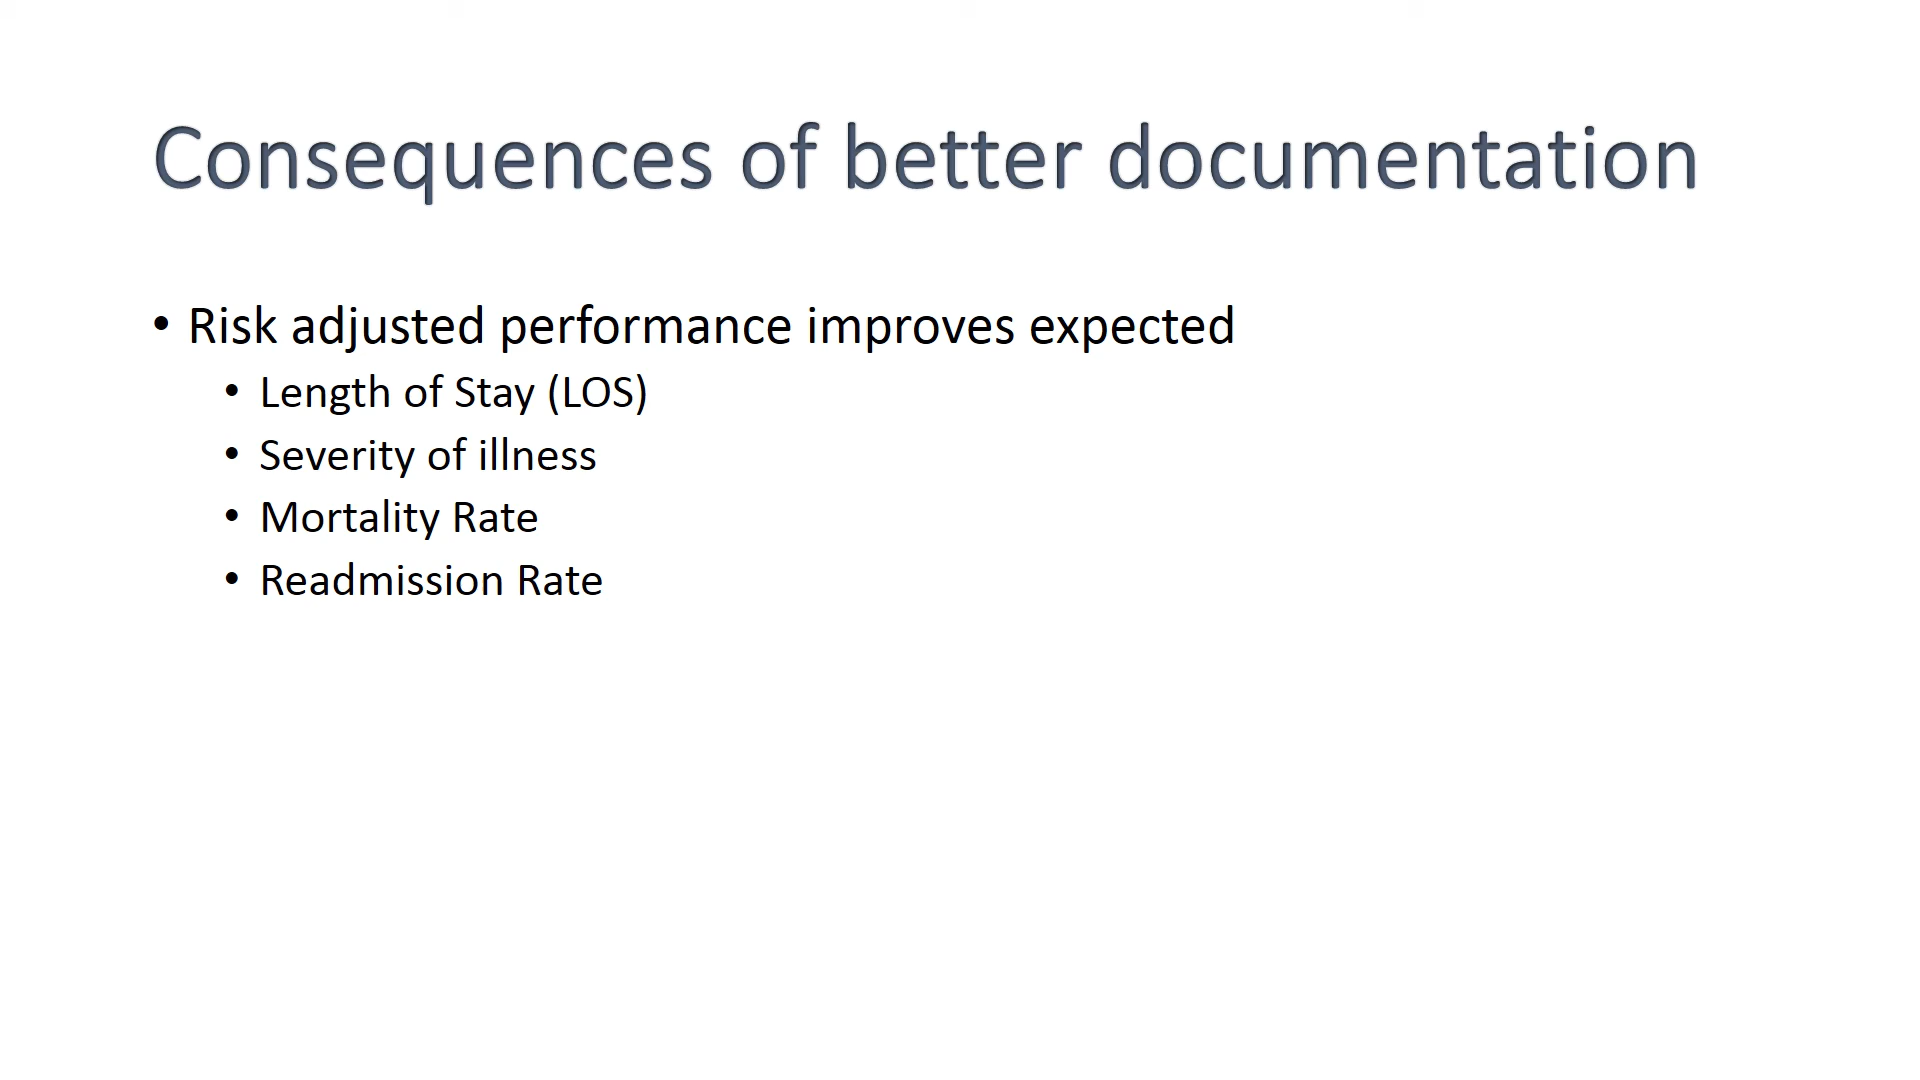 Consequences of better documentation
• Risk adjusted performance improves expected
• Length of Stay (LOS)
• Severity of illness
• Mortality Rate
• Readmission Rate